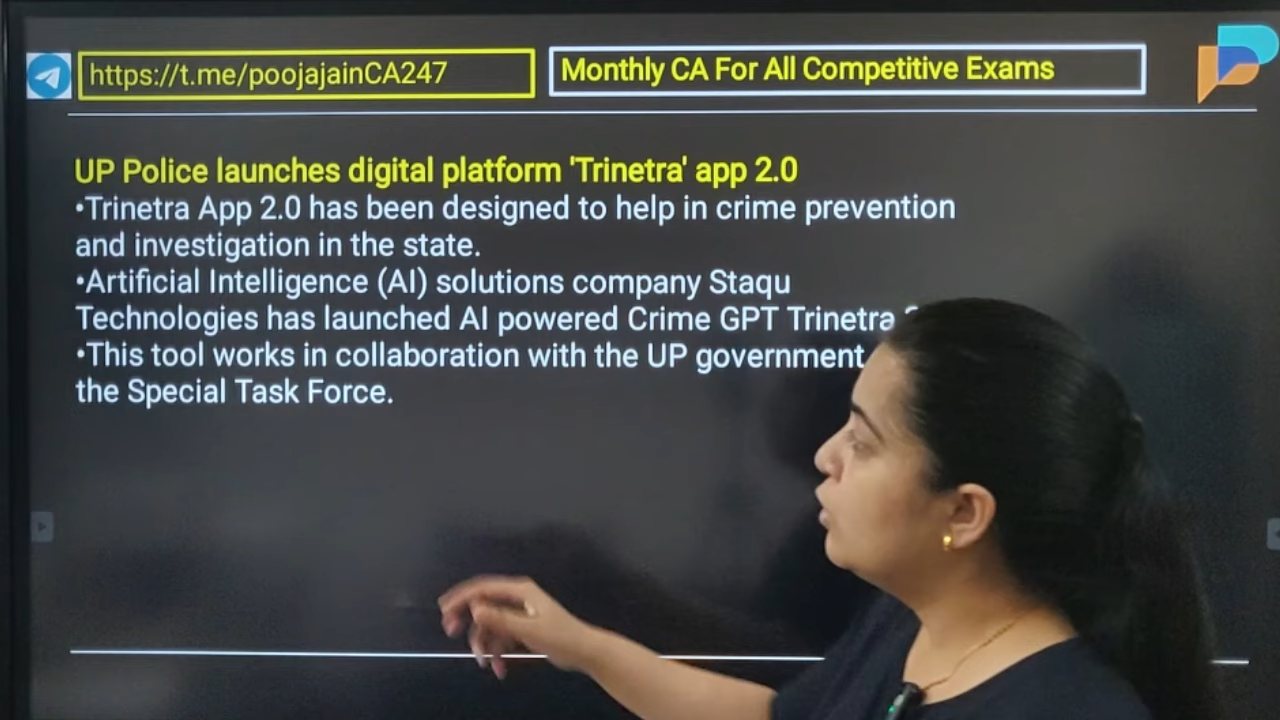 https://t.me/poojajainCA247
Monthly CA For All Competitive Exams
UP Police launches digital platform 'Trinetra' app 2.0
•Trinetra App 2.0 has been designed to help in crime prevention
and investigation in the state.
•Artificial Intelligence (AI) solutions company Staqu
Technologies has launched AI powered Crime GPT Trinetra
•This tool works in collaboration with the UP government
the Special Task Force.